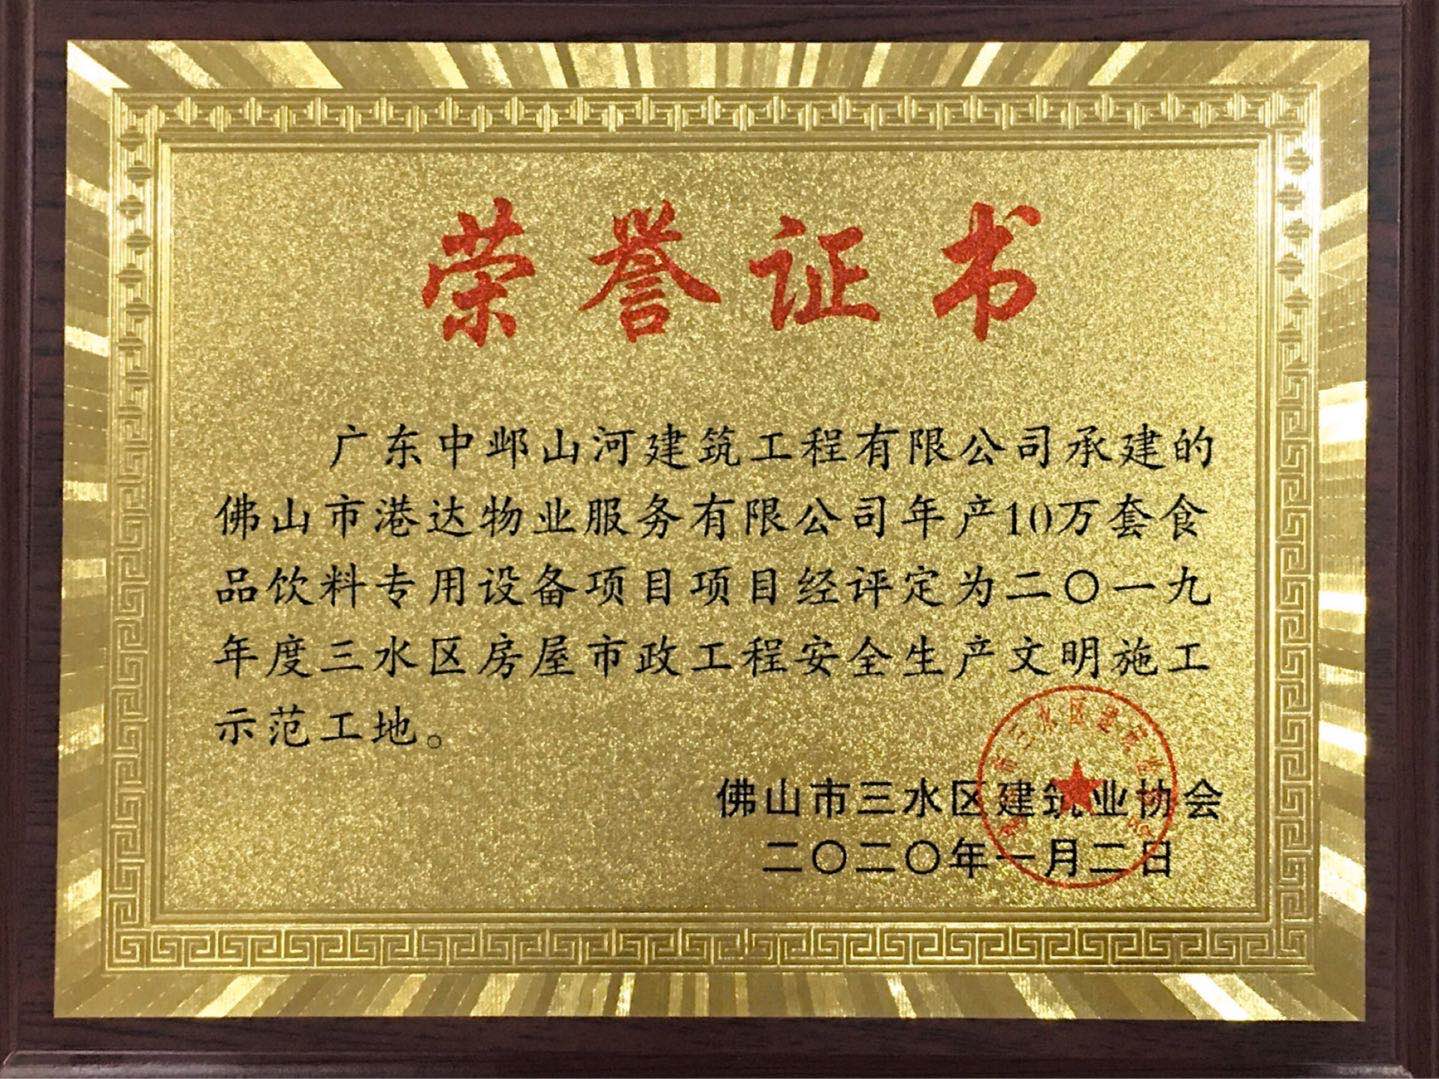 荣誉证书
广东中邺山河建筑工程有限公司承建的
佛山市港达物业服务有限公司年产10万套食
品饮料专用设备项目项目经评定为二〇一九
年度三水区房屋市政工程安全生产文明施工
示范工地。
佛山市三水区建筑业协会
二〇二〇年一月二日